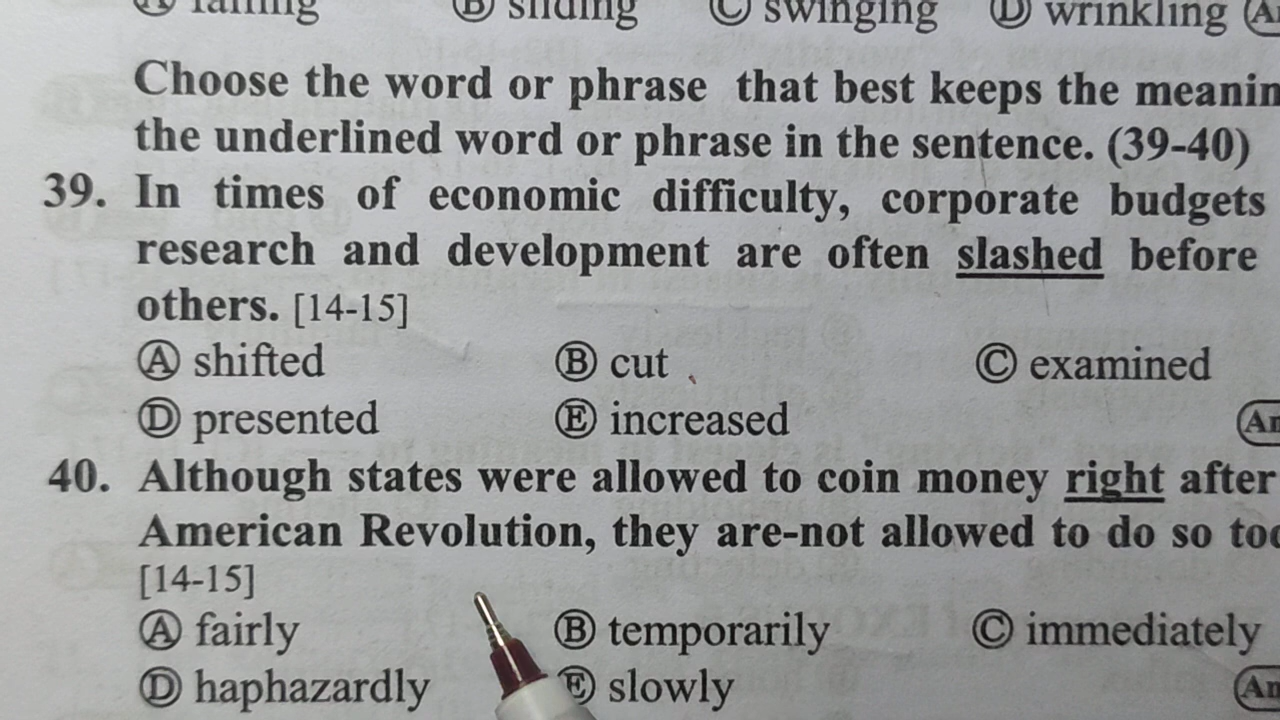 Ⓐ falling Ⓑ sliding Ⓒ swinging Ⓓ wrinkling
Choose the word or phrase that best keeps the meanin
the underlined word or phrase in the sentence. (39-40)
39. In times of economic difficulty, corporate budgets
research and development are often slashed before
others. [14-15]
Ⓐ shifted Ⓑ cut Ⓒ examined
Ⓓ presented Ⓔ increased An
40. Although states were allowed to coin money right after
American Revolution, they are-not allowed to do so too
[14-15]
Ⓐ fairly Ⓑ temporarily Ⓒ immediately
Ⓓ haphazardly Ⓔ slowly An